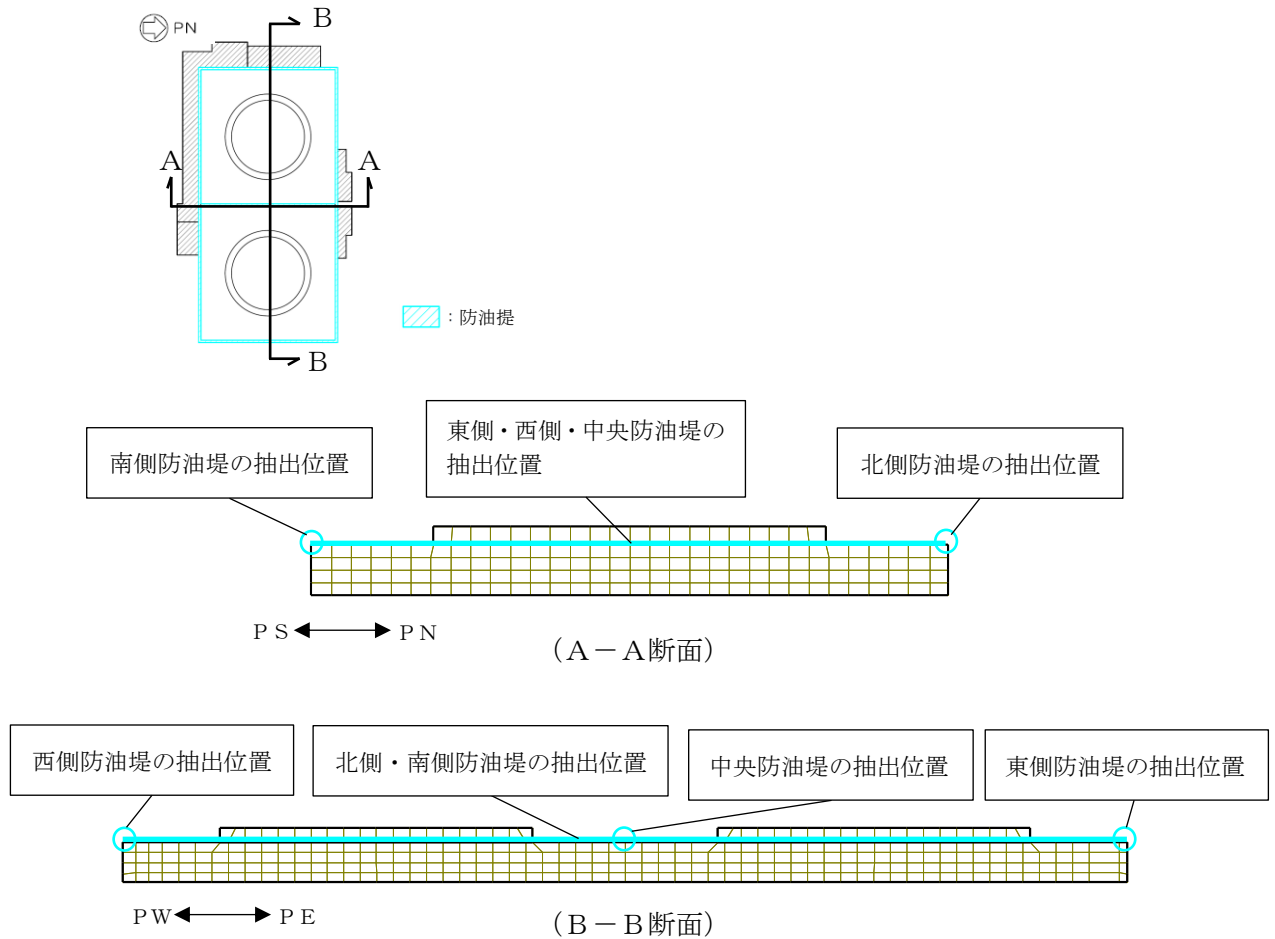 PN
B
A
A
B
:防油提
南側防油堤の抽出位置
東側・西側・中央防油堤の
抽出位置
北側防油堤の抽出位置
PS
PN
(A-A断面)
西側防油堤の抽出位置
北側・南側防油堤の抽出位置
中央防油堤の抽出位置
東側防油堤の抽出位置
PW
PE
(B-B断面)